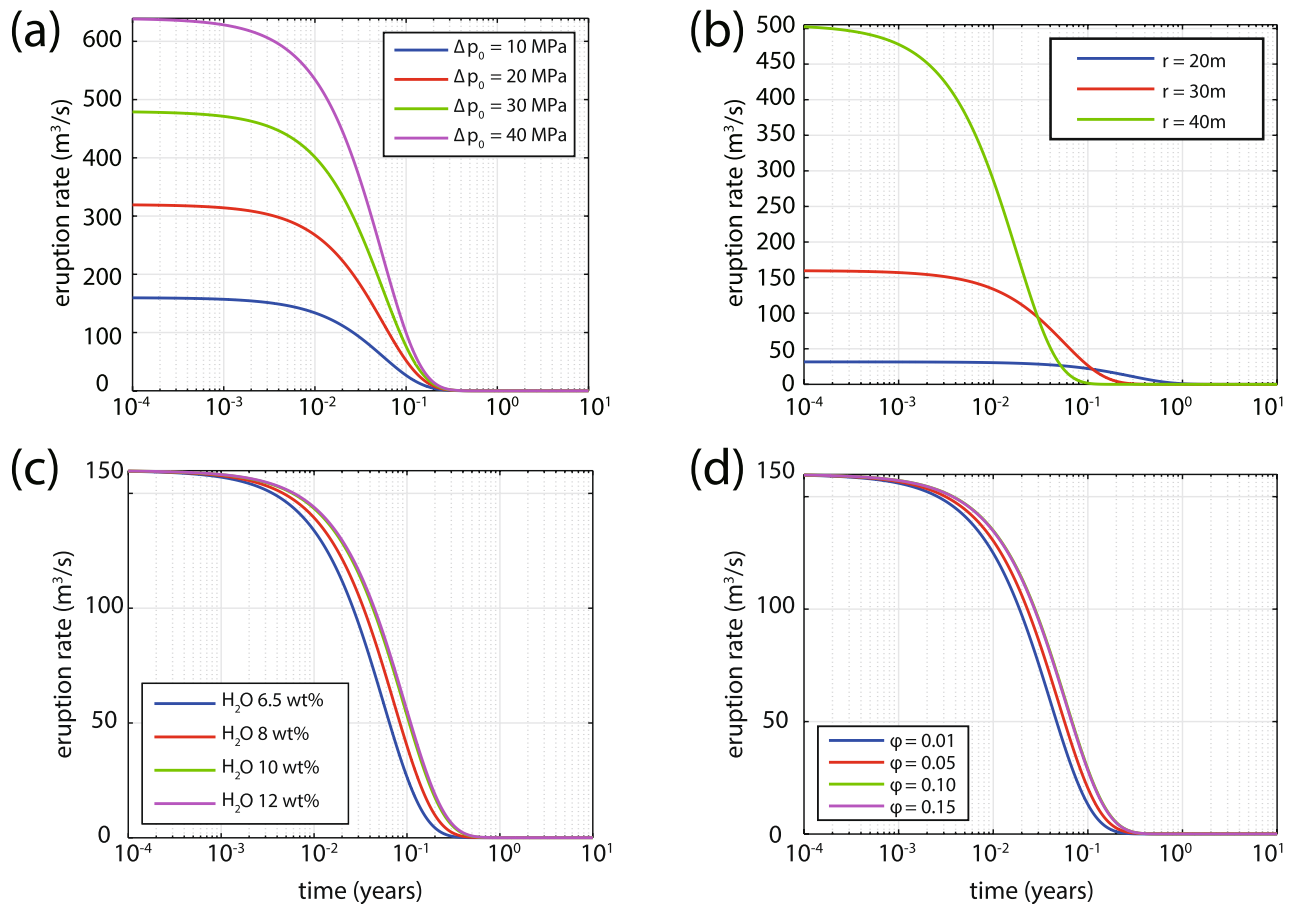 (a)
600
500
400
300
200
100
0
eruption rate (m³/s)
Δp₀ = 10 MPa
Δp₀ = 20 MPa
Δp₀ = 30 MPa
Δp₀ = 40 MPa
10⁻⁴ 10⁻³ 10⁻² 10⁻¹ 10⁰ 10¹
(b)
500
450
400
350
300
250
200
150
100
50
0
eruption rate (m³/s)
r = 20m
r = 30m
r = 40m
10⁻⁴ 10⁻³ 10⁻² 10⁻¹ 10⁰ 10¹
(c)
150
100
50
0
eruption rate (m³/s)
H₂O 6.5 wt%
H₂O 8 wt%
H₂O 10 wt%
H₂O 12 wt%
10⁻⁴ 10⁻³ 10⁻² 10⁻¹ 10⁰ 10¹
time (years)
(d)
150
100
50
0
eruption rate (m³/s)
φ = 0.01
φ = 0.05
φ = 0.10
φ = 0.15
10⁻⁴ 10⁻³ 10⁻² 10⁻¹ 10⁰ 10¹
time (years)